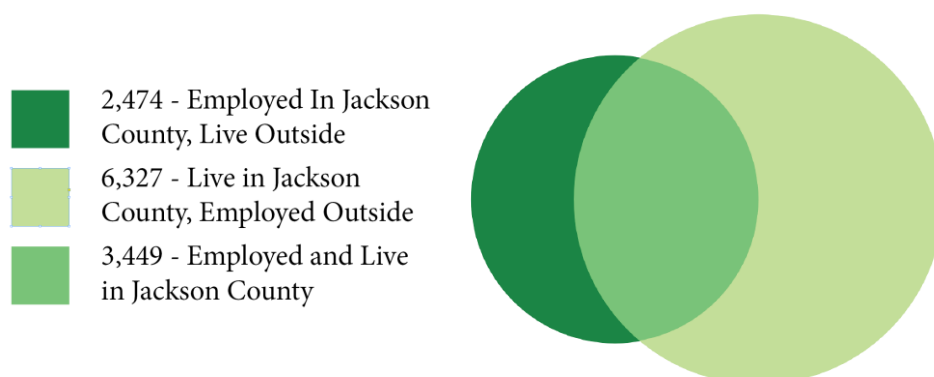 2,474 - Employed In Jackson
County, Live Outside
6,327 - Live in Jackson
County, Employed Outside
3,449 - Employed and Live
in Jackson County